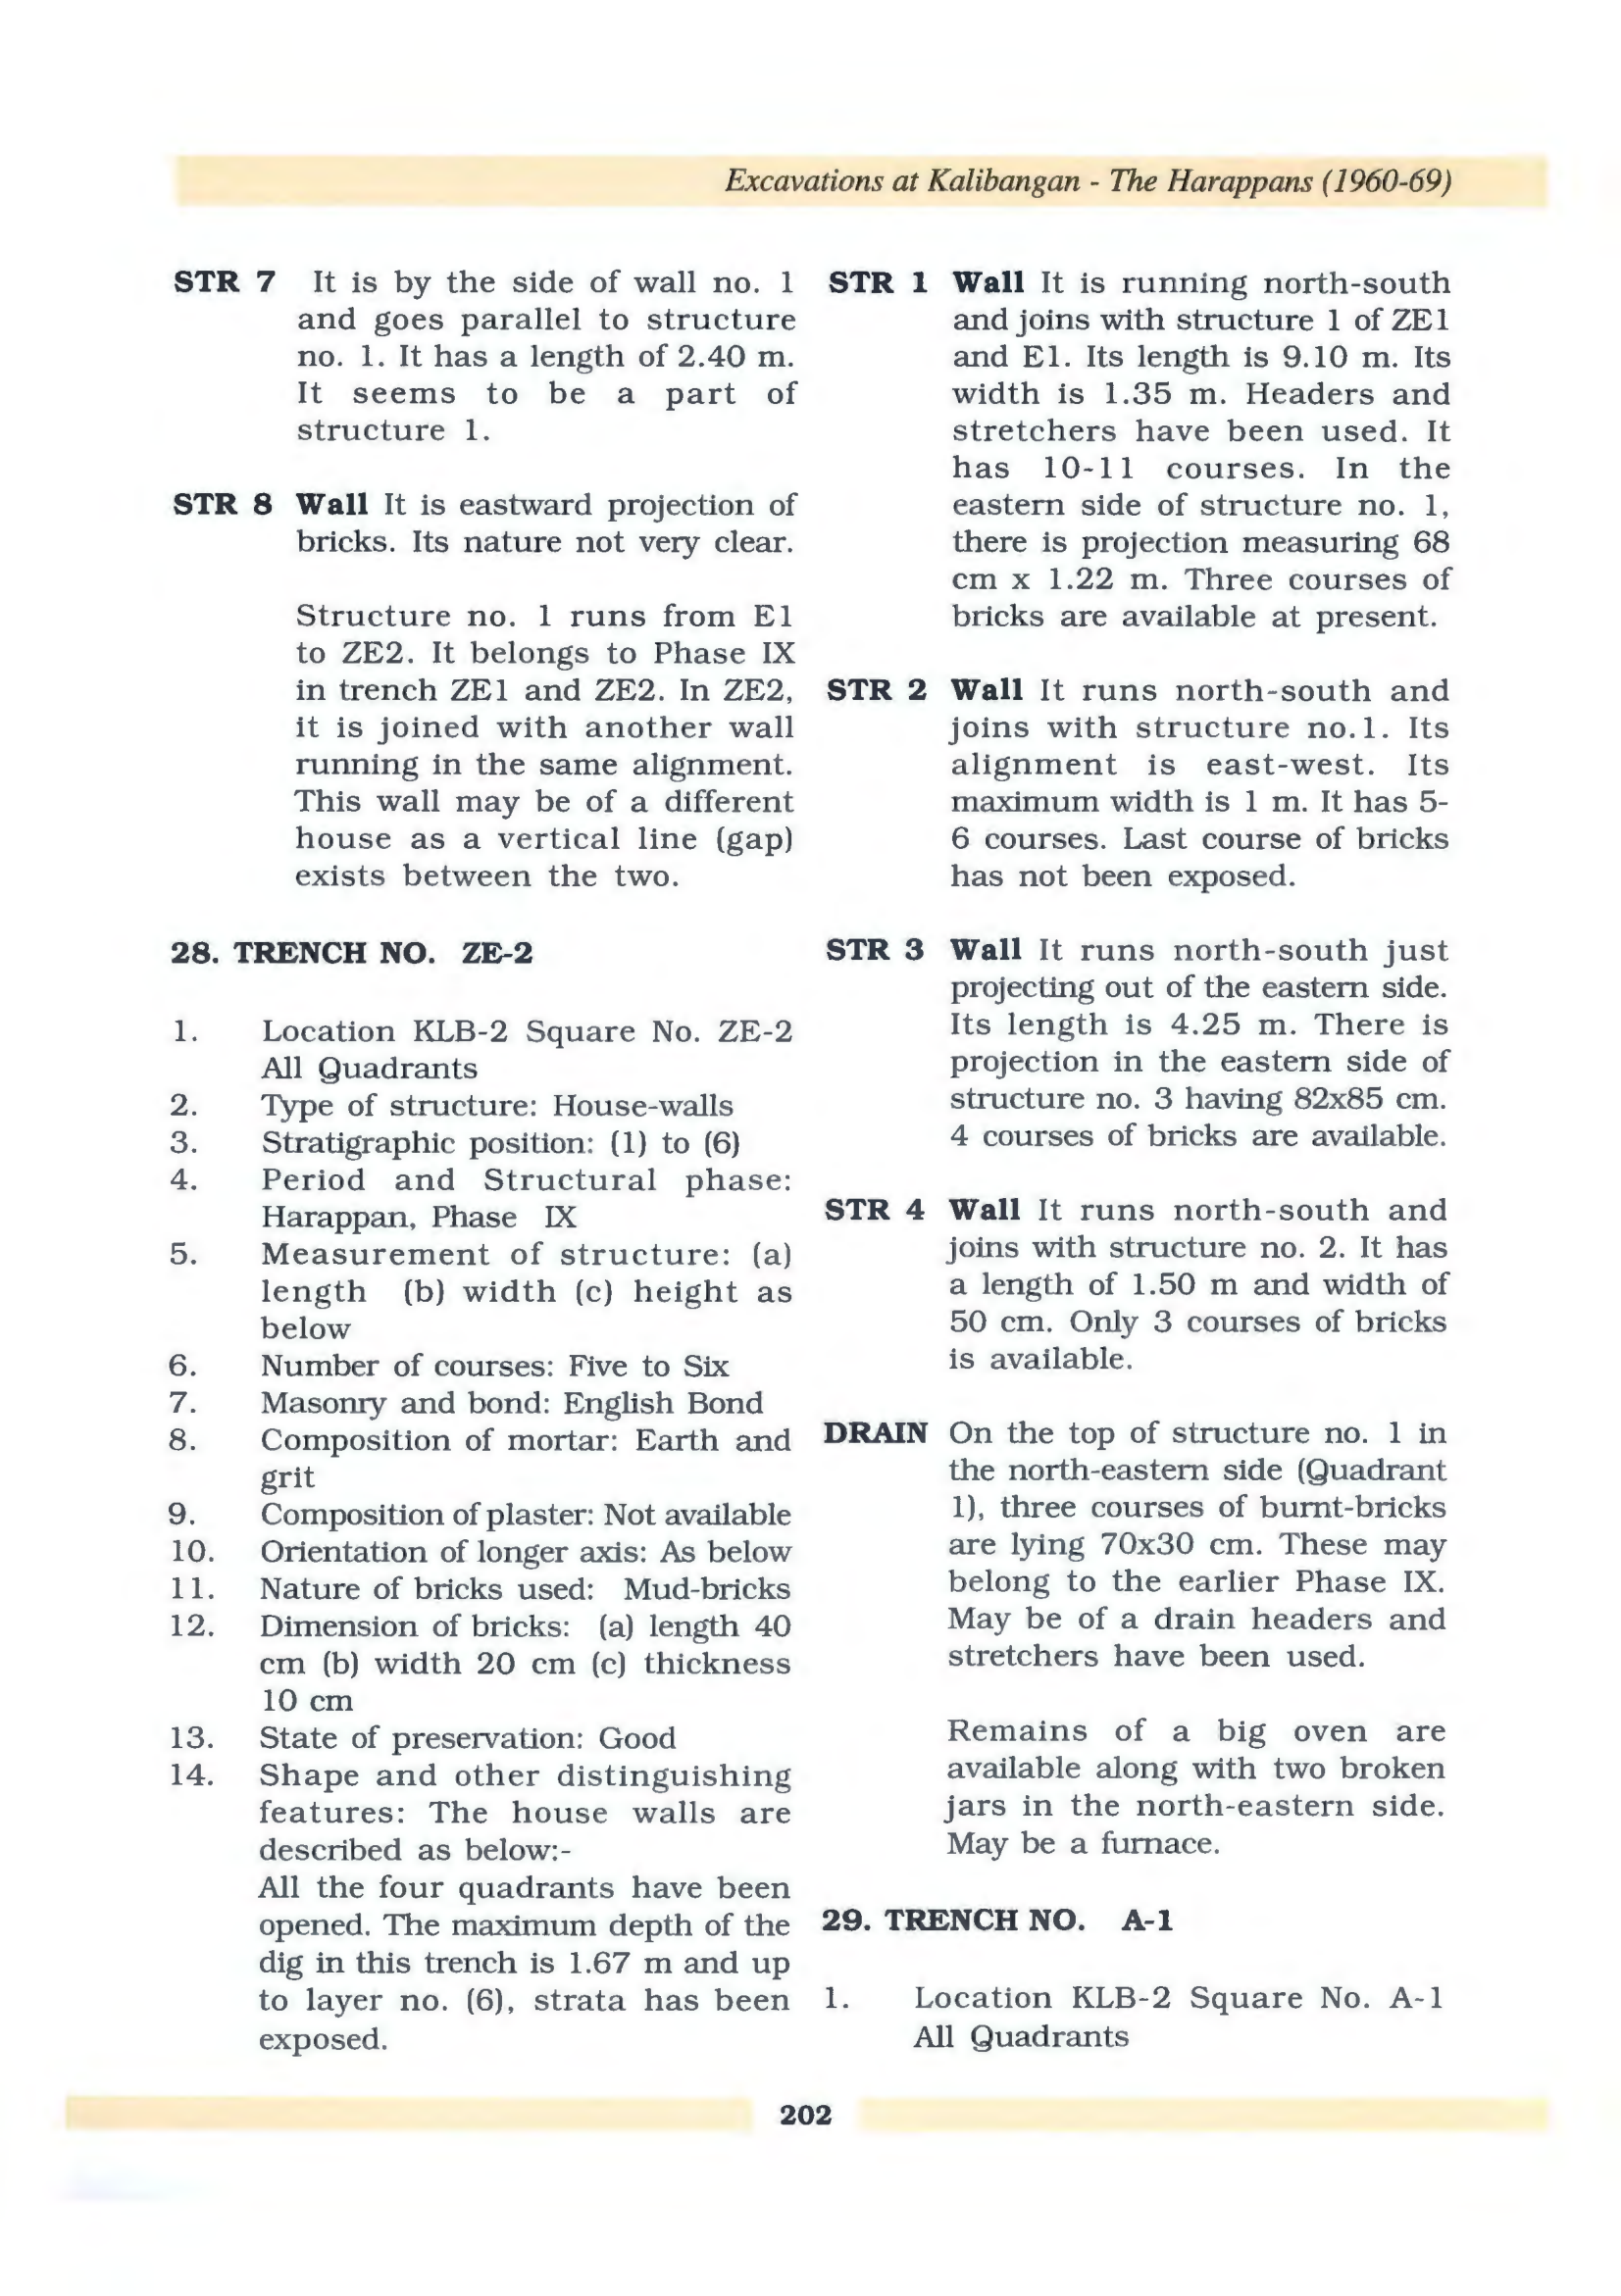 Excavations at Kalibangan - The Harappans (1960-69)
STR 7 It is by the side of wall no. 1
and goes parallel to structure
no. 1. It has a length of 2.40 m.
It seems to be a part of
structure 1.
STR 8 Wall It is eastward projection of
bricks. Its nature not very clear.
Structure no. 1 runs from E1
to ZE2. It belongs to Phase IX
in trench ZE1 and ZE2. In ZE2,
it is joined with another wall
running in the same alignment.
This wall may be of a different
house as a vertical line (gap)
exists between the two.
28. TRENCH NO. ZE-2
1. Location KLB-2 Square No. ZE-2
All Quadrants
2. Type of structure: House-walls
3. Stratigraphic position: (1) to (6)
4. Period and Structural phase:
Harappan, Phase IX
5. Measurement of structure: (a)
length (b) width (c) height as
below
6. Number of courses: Five to Six
7. Masonry and bond: English Bond
8. Composition of mortar: Earth and
grit
9. Composition of plaster: Not available
10. Orientation of longer axis: As below
11. Nature of bricks used: Mud-bricks
12. Dimension of bricks: (a) length 40
cm (b) width 20 cm (c) thickness
10 cm
13. State of preservation: Good
14. Shape and other distinguishing
features: The house walls are
described as below:-
All the four quadrants have been
opened. The maximum depth of the
dig in this trench is 1.67 m and up
to layer no. (6), strata has been
exposed.
STR 1 Wall It is running north-south
and joins with structure 1 of ZE1
and E1. Its length is 9.10 m. Its
width is 1.35 m. Headers and
stretchers have been used. It
has 10-11 courses. In the
eastern side of structure no. 1,
there is projection measuring 68
cm x 1.22 m. Three courses of
bricks are available at present.
STR 2 Wall It runs north-south and
joins with structure no.1. Its
alignment is east-west. Its
maximum width is 1 m. It has 5-
6 courses. Last course of bricks
has not been exposed.
STR 3 Wall It runs north-south just
projecting out of the eastern side.
Its length is 4.25 m. There is
projection in the eastern side of
structure no. 3 having 82x85 cm.
4 courses of bricks are available.
STR 4 Wall It runs north-south and
joins with structure no. 2. It has
a length of 1.50 m and width of
50 cm. Only 3 courses of bricks
is available.
DRAIN On the top of structure no. 1 in
the north-eastern side (Quadrant
1), three courses of burnt-bricks
are lying 70x30 cm. These may
belong to the earlier Phase IX.
May be of a drain headers and
stretchers have been used.
Remains of a big oven are
available along with two broken
jars in the north-eastern side.
May be a furnace.
29. TRENCH NO. A-1
1. Location KLB-2 Square No. A-1
All Quadrants
202